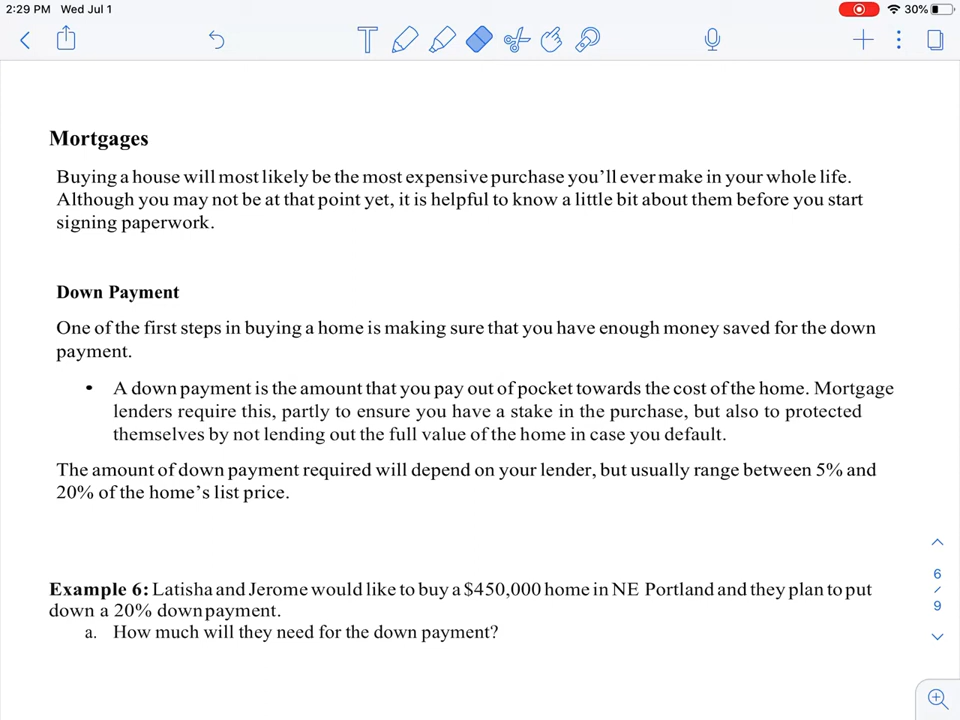 2:29 PM Wed Jul 1
30%
Mortgages
Buying a house will most likely be the most expensive purchase you'll ever make in your whole life.
Although you may not be at that point yet, it is helpful to know a little bit about them before you start
signing paperwork.
Down Payment
One of the first steps in buying a home is making sure that you have enough money saved for the down
payment.
• A down payment is the amount that you pay out of pocket towards the cost of the home. Mortgage
lenders require this, partly to ensure you have a stake in the purchase, but also to protected
themselves by not lending out the full value of the home in case you default.
The amount of down payment required will depend on your lender, but usually range between 5% and
20% of the home's list price.
6
/
9
Example 6: Latisha and Jerome would like to buy a $450,000 home in NE Portland and they plan to put
down a 20% down payment.
a. How much will they need for the down payment?